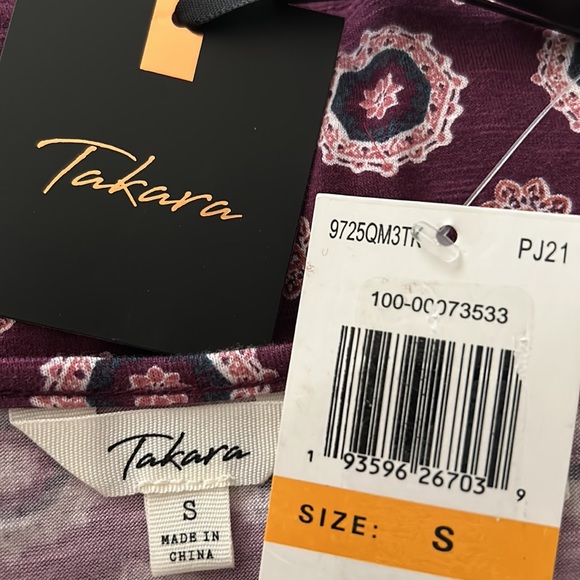 Takara
9725QM3TK
PJ21
100-00073533
1 93596 26703 9
SIZE: S
Takara
S
MADE IN
CHINA